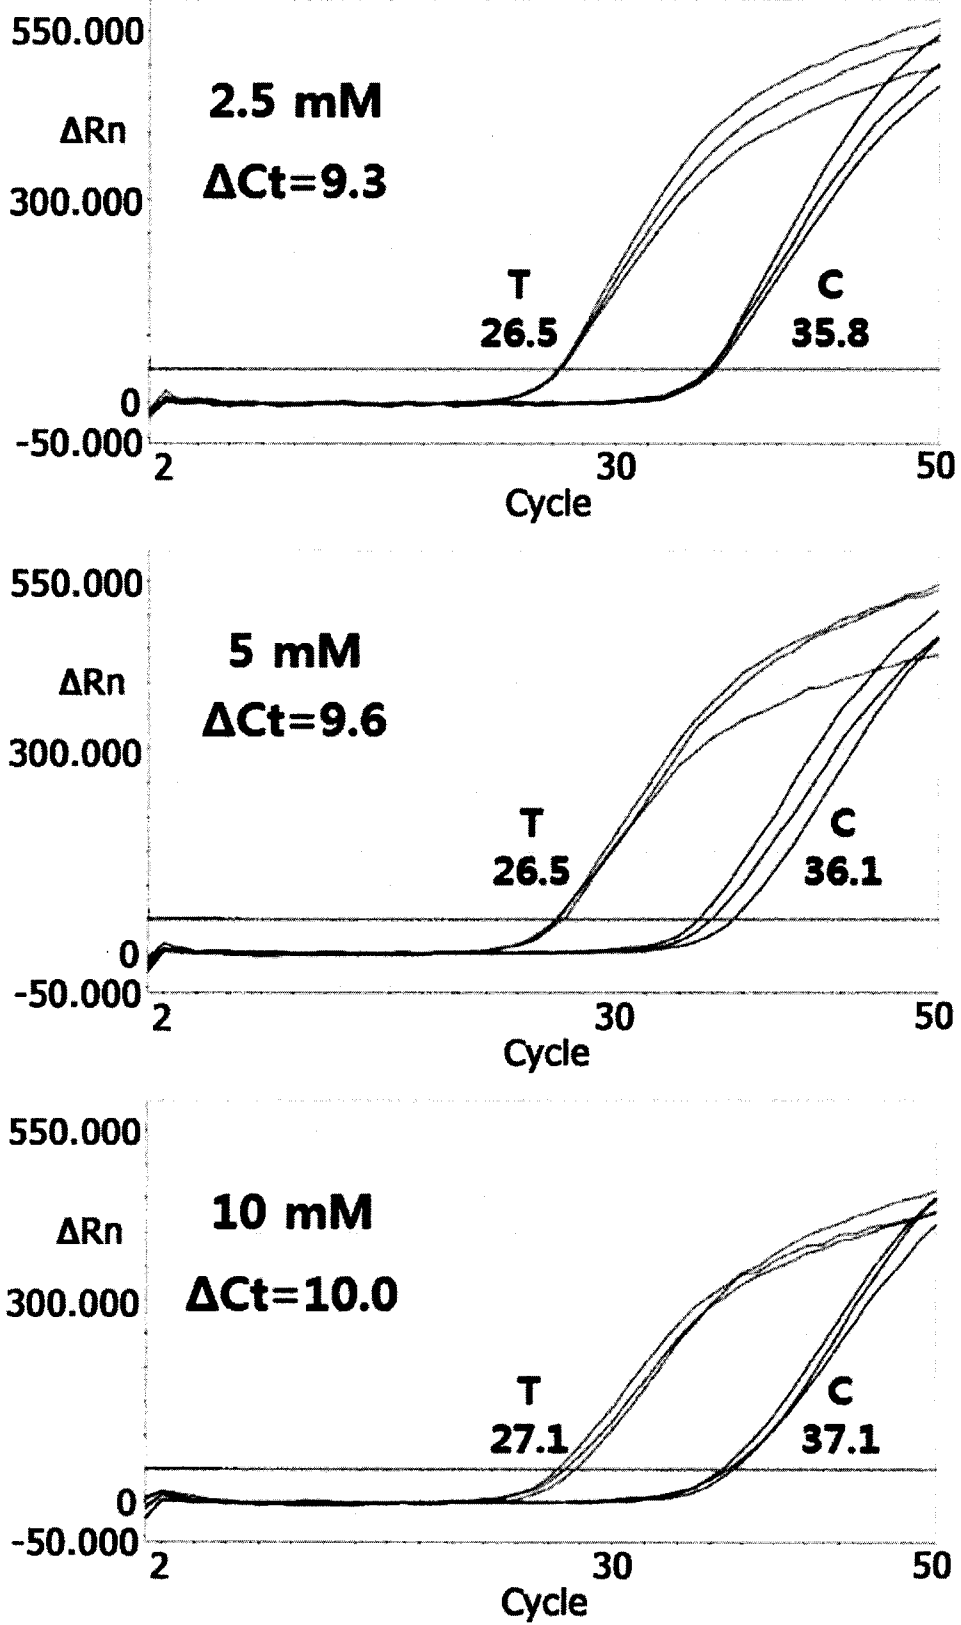 550.000
2.5 mM
ΔRn
ΔCt=9.3
300.000
T
C
26.5
35.8
0
-50.000
2
30
50
Cycle
550.000
5 mM
ΔRn
ΔCt=9.6
300.000
T
C
26.5
36.1
0
-50.000
2
30
50
Cycle
550.000
10 mM
ΔRn
ΔCt=10.0
300.000
T
C
27.1
37.1
0
-50.000
2
30
50
Cycle